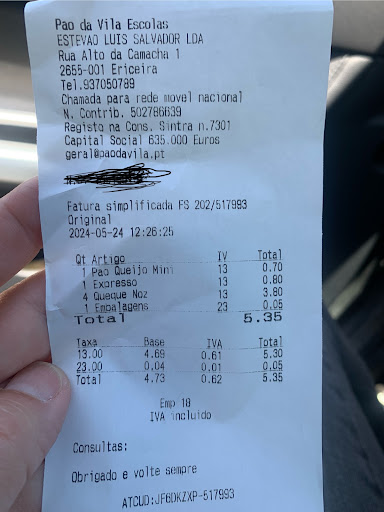 Pao da Vila Escolas
ESTEVAO LUIS SALVADOR LDA
Rua Alto da Camacha 1
2655-001 Ericeira
Tel.937050789
Chamada para rede movel nacional
N. Contrib. 502786639
Registo na Cons. Sintra n.7301
Capital Social 635.000 Euros
geral@paodavila.pt
Fatura simplificada FS 202/517993
Original
2024-05-24 12:26:25
Qt Artigo IV Total
1 Pao Queijo Mini 13 0.70
1 Expresso 13 0.80
4 Queque Noz 13 3.80
1 Embalagens 23 0.05
Total 5.35
Taxa Base IVA Total
13.00 4.69 0.61 5.30
23.00 0.04 0.01 0.05
Total 4.73 0.62 5.35
Emp 18
IVA incluido
Consultas:
Obrigado e volte sempre
ATCUD:JF6DKZXP-517993